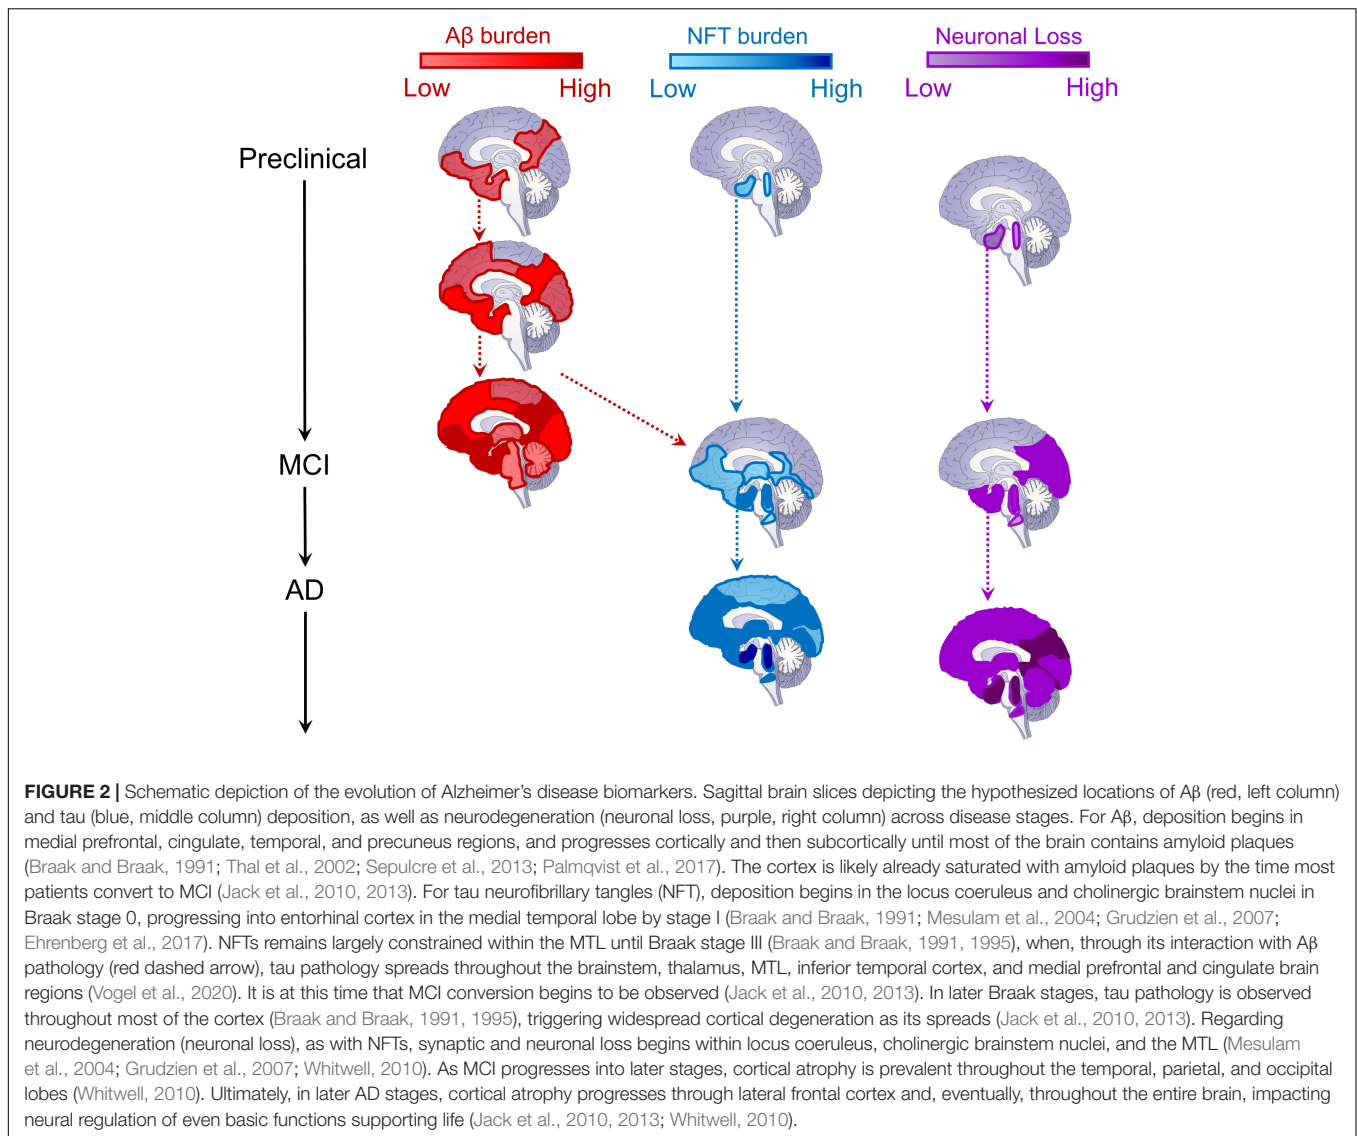 Aβ burden
NFT burden
Neuronal Loss
Low
High
Low
High
Low
High
Preclinical
MCI
AD
FIGURE 2 | Schematic depiction of the evolution of Alzheimer's disease biomarkers. Sagittal brain slices depicting the hypothesized locations of Aβ (red, left column)
and tau (blue, middle column) deposition, as well as neurodegeneration (neuronal loss, purple, right column) across disease stages. For Aβ, deposition begins in
medial prefrontal, cingulate, temporal, and precuneus regions, and progresses cortically and then subcortically until most of the brain contains amyloid plaques
(Braak and Braak, 1991; Thal et al., 2002; Sepulcre et al., 2013; Palmqvist et al., 2017). The cortex is likely already saturated with amyloid plaques by the time most
patients convert to MCI (Jack et al., 2010, 2013). For tau neurofibrillary tangles (NFT), deposition begins in the locus coeruleus and cholinergic brainstem nuclei in
Braak stage 0, progressing into entorhinal cortex in the medial temporal lobe by stage I (Braak and Braak, 1991; Mesulam et al., 2004; Grudzien et al., 2007;
Ehrenberg et al., 2017). NFTs remains largely constrained within the MTL until Braak stage III (Braak and Braak, 1991, 1995), when, through its interaction with Aβ
pathology (red dashed arrow), tau pathology spreads throughout the brainstem, thalamus, MTL, inferior temporal cortex, and medial prefrontal and cingulate brain
regions (Vogel et al., 2020). It is at this time that MCI conversion begins to be observed (Jack et al., 2010, 2013). In later Braak stages, tau pathology is observed
throughout most of the cortex (Braak and Braak, 1991, 1995), triggering widespread cortical degeneration as its spreads (Jack et al., 2010, 2013). Regarding
neurodegeneration (neuronal loss), as with NFTs, synaptic and neuronal loss begins within locus coeruleus, cholinergic brainstem nuclei, and the MTL (Mesulam
et al., 2004; Grudzien et al., 2007; Whitwell, 2010). As MCI progresses into later stages, cortical atrophy is prevalent throughout the temporal, parietal, and occipital
lobes (Whitwell, 2010). Ultimately, in later AD stages, cortical atrophy progresses through lateral frontal cortex and, eventually, throughout the entire brain, impacting
neural regulation of even basic functions supporting life (Jack et al., 2010, 2013; Whitwell, 2010).